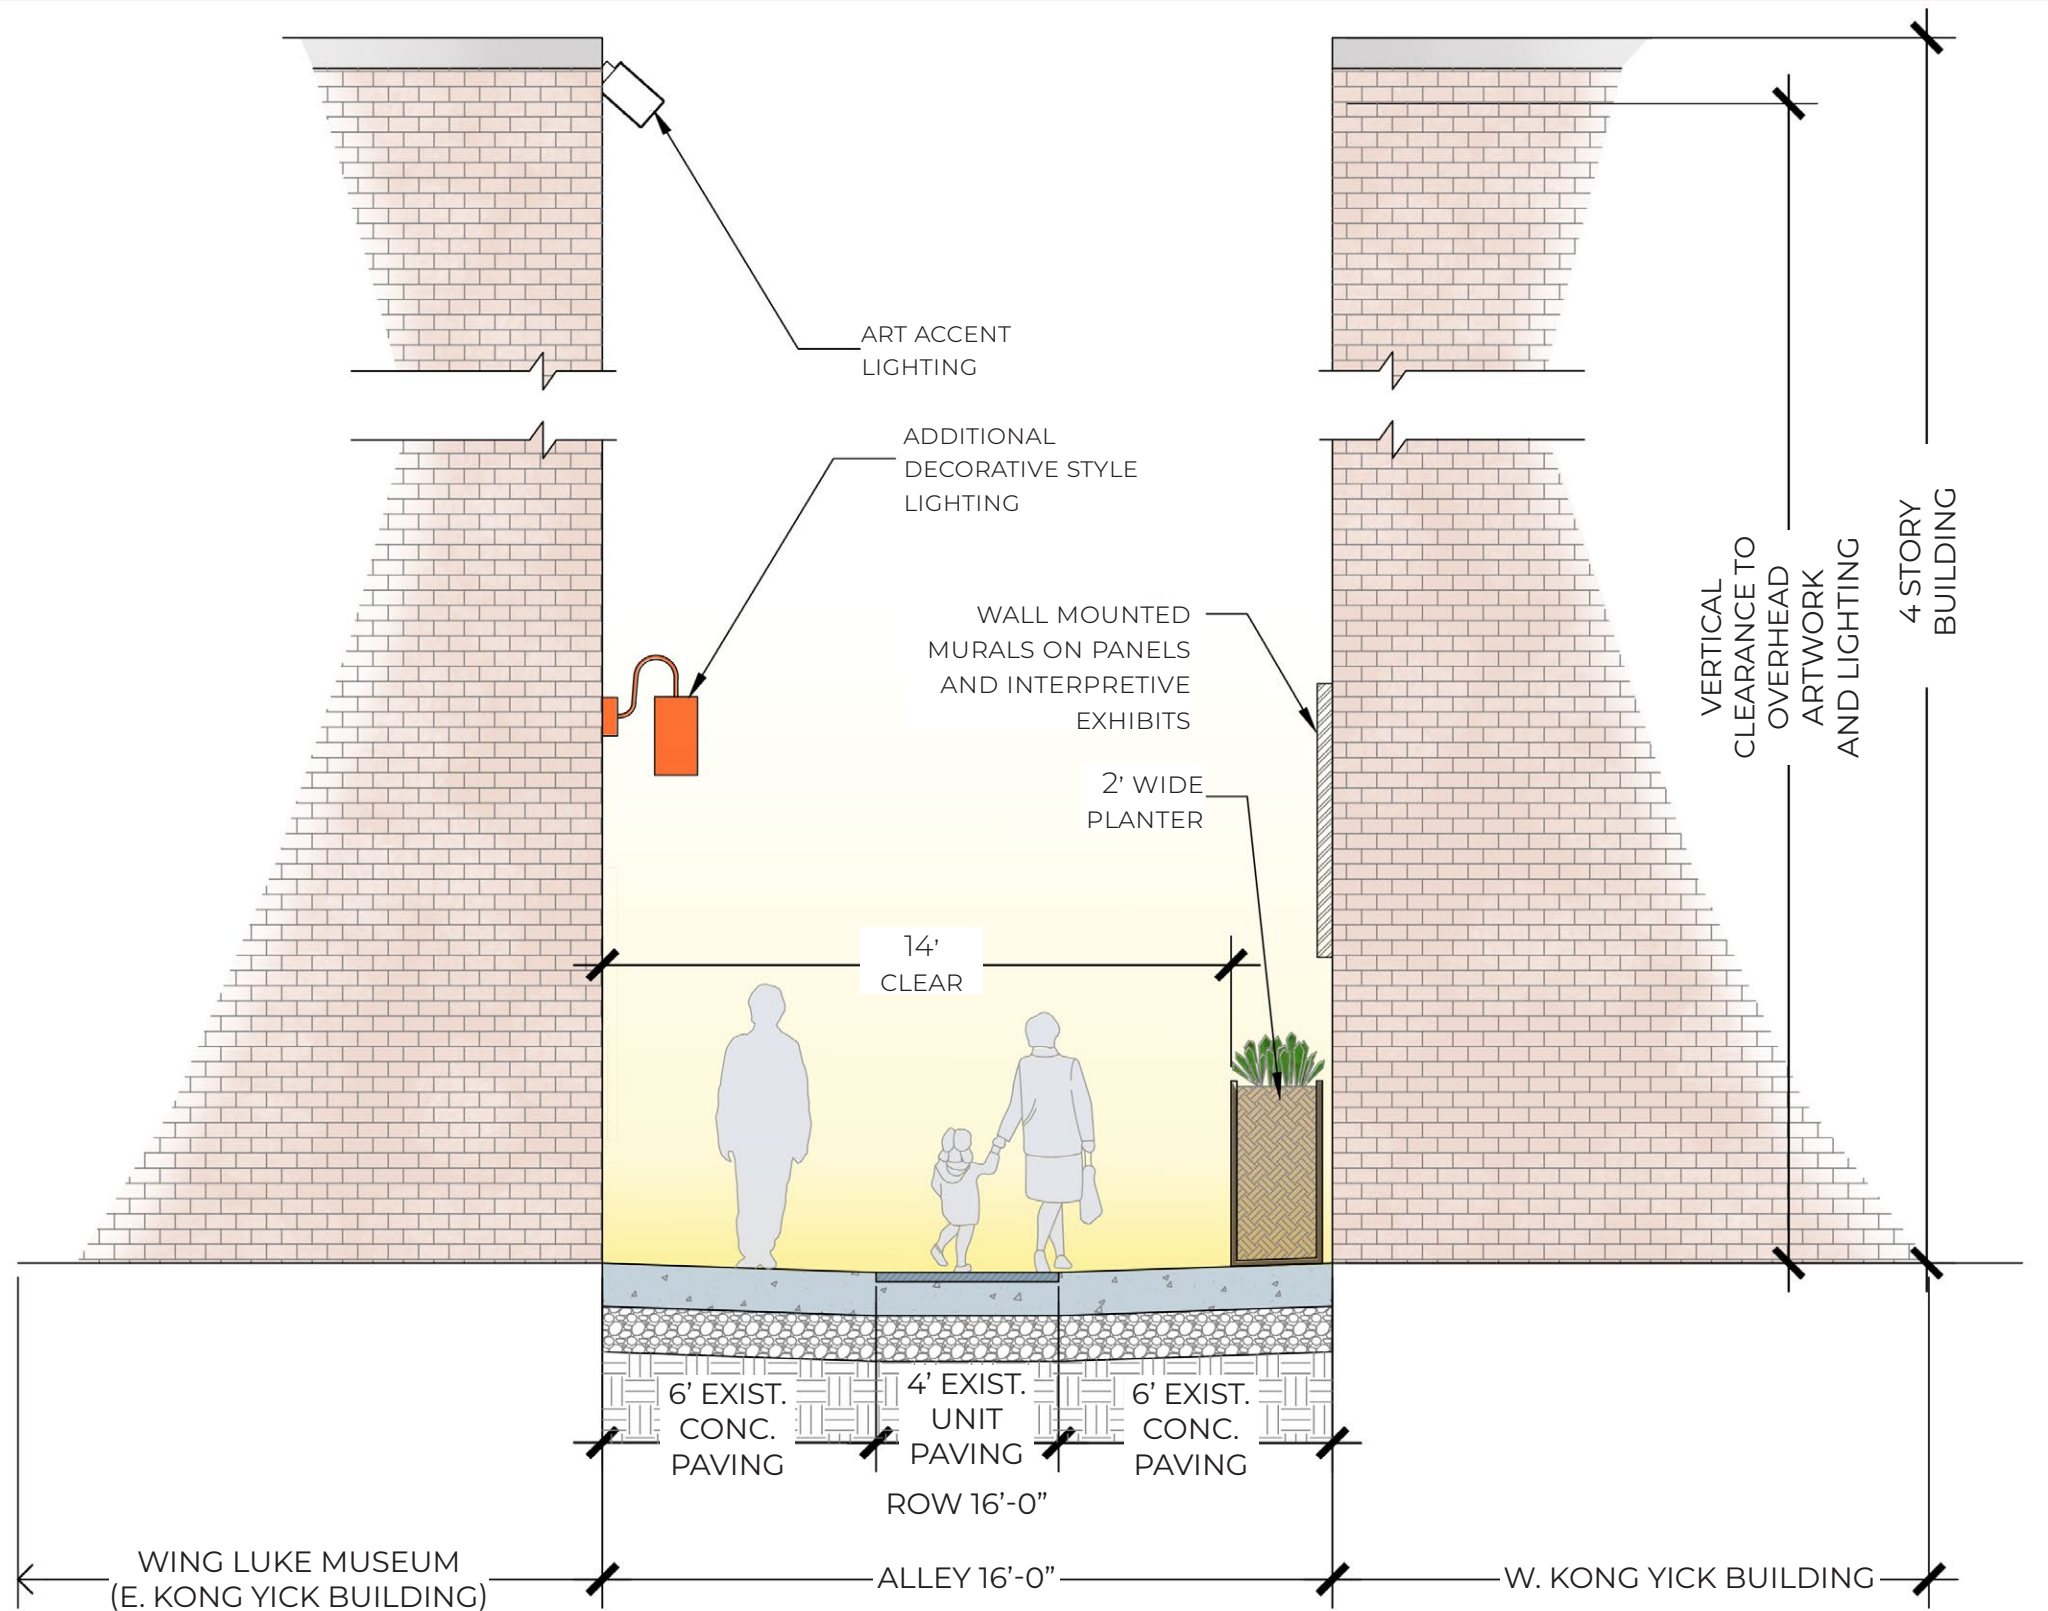 ART ACCENT
LIGHTING
ADDITIONAL
DECORATIVE STYLE
LIGHTING
WALL MOUNTED
MURALS ON PANELS
AND INTERPRETIVE
EXHIBITS
2’ WIDE
PLANTER
VERTICAL
CLEARANCE TO
OVERHEAD
ARTWORK
AND LIGHTING
4 STORY
BUILDING
14’
CLEAR
6’ EXIST.
CONC.
PAVING
4’ EXIST.
UNIT
PAVING
6’ EXIST.
CONC.
PAVING
ROW 16’-0”
WING LUKE MUSEUM
(E. KONG YICK BUILDING)
ALLEY 16’-0”
W. KONG YICK BUILDING